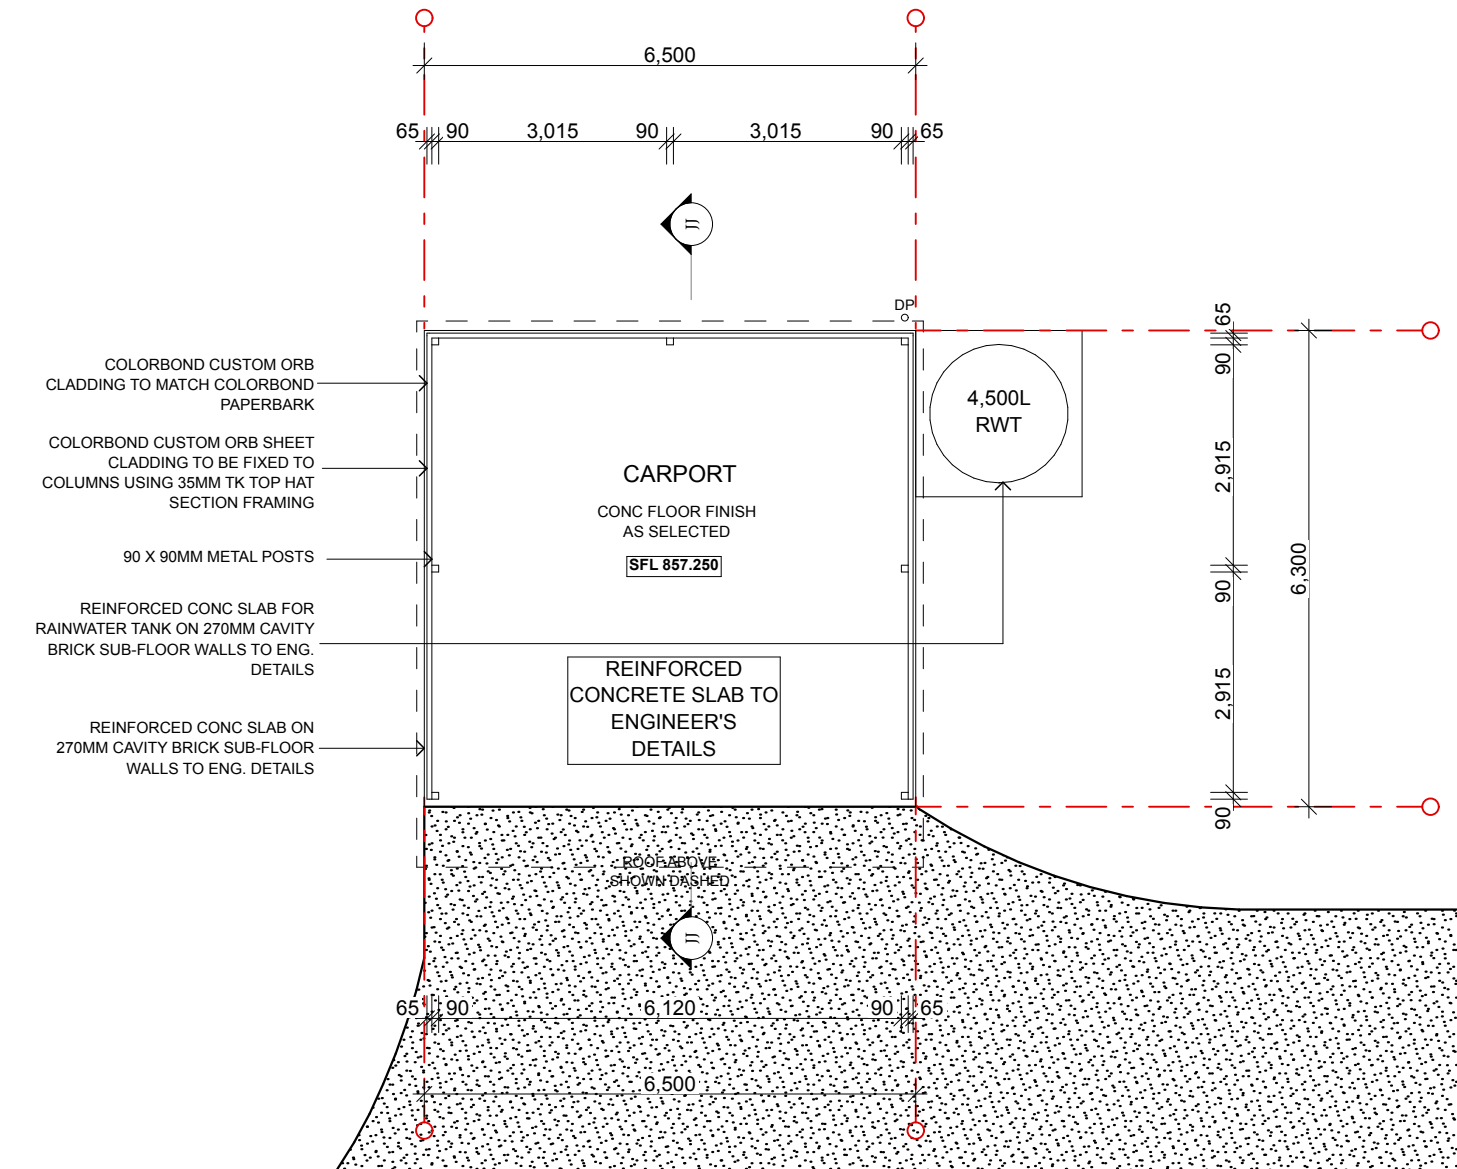 6,500
65 90 3,015 90 3,015 90 65
JJ
DP
65
90
2,915
90
2,915
90
6,300
COLORBOND CUSTOM ORB
CLADDING TO MATCH COLORBOND
PAPERBARK
COLORBOND CUSTOM ORB SHEET
CLADDING TO BE FIXED TO
COLUMNS USING 35MM TK TOP HAT
SECTION FRAMING
90 X 90MM METAL POSTS
REINFORCED CONC SLAB FOR
RAINWATER TANK ON 270MM CAVITY
BRICK SUB-FLOOR WALLS TO ENG.
DETAILS
REINFORCED CONC SLAB ON
270MM CAVITY BRICK SUB-FLOOR
WALLS TO ENG. DETAILS
4,500L
RWT
CARPORT
CONC FLOOR FINISH
AS SELECTED
SFL 857.250
REINFORCED
CONCRETE SLAB TO
ENGINEER'S
DETAILS
ROOF ABOVE
SHOWN DASHED
JJ
65 90 6,120 90 65
6,500